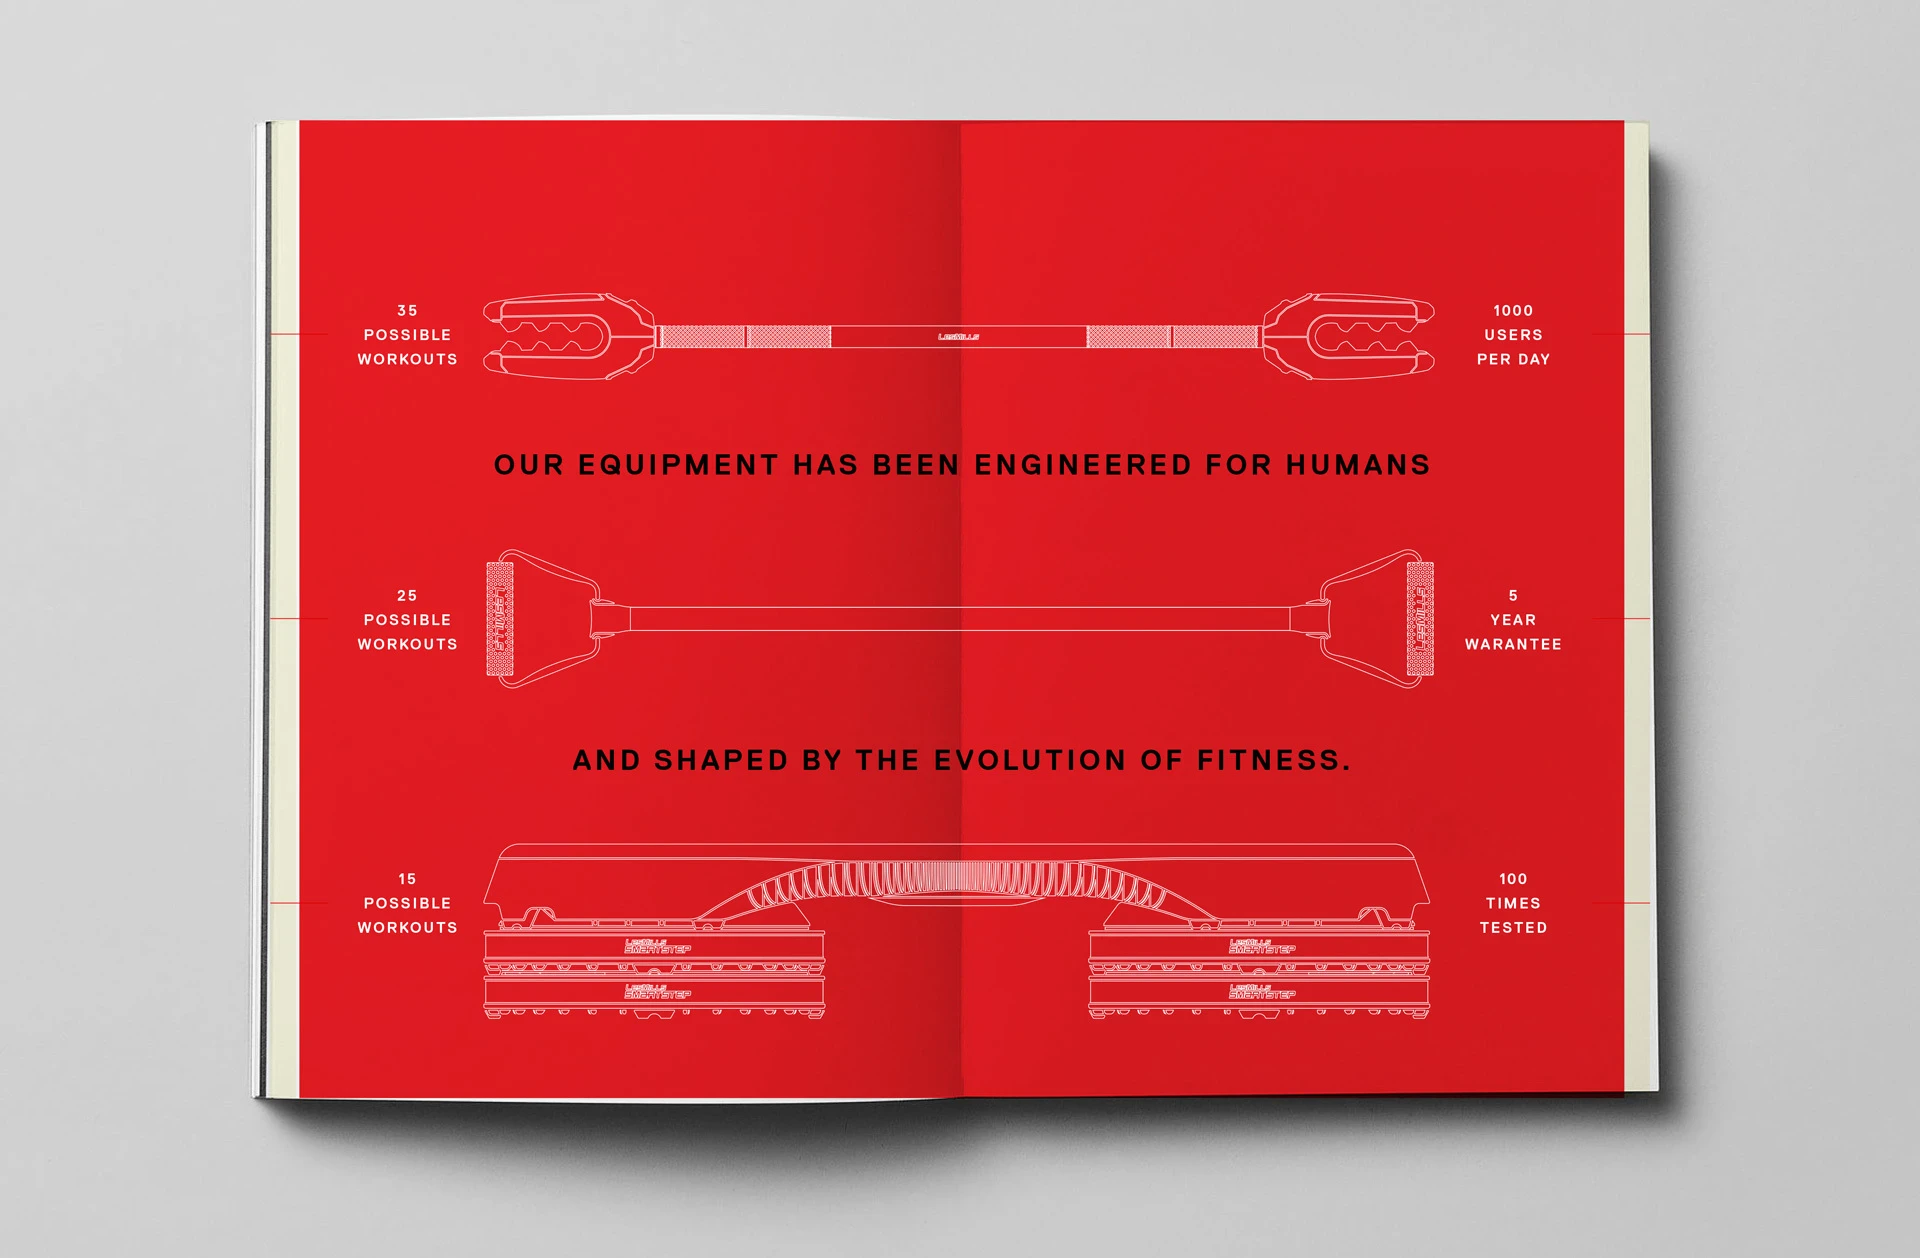 35
POSSIBLE
WORKOUTS
LesMills
1000
USERS
PER DAY
OUR EQUIPMENT HAS BEEN ENGINEERED FOR HUMANS
25
POSSIBLE
WORKOUTS
LesMills
LesMills
5
YEAR
WARANTEE
AND SHAPED BY THE EVOLUTION OF FITNESS.
15
POSSIBLE
WORKOUTS
LesMills
SMARTSTEP
LesMills
SMARTSTEP
LesMills
SMARTSTEP
LesMills
SMARTSTEP
100
TIMES
TESTED